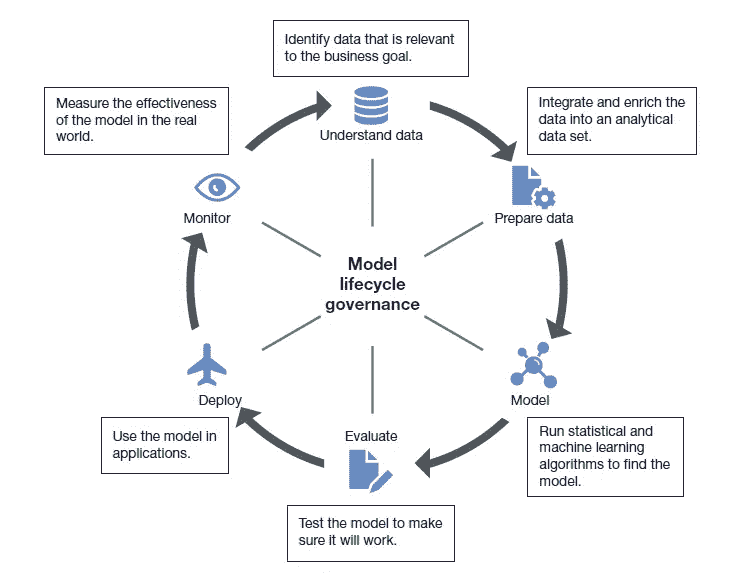 Identify data that is relevant
to the business goal.
Understand data
Integrate and enrich the
data into an analytical
data set.
Prepare data
Model
Run statistical and
machine learning
algorithms to find the
model.
Evaluate
Test the model to make
sure it will work.
Deploy
Use the model in
applications.
Monitor
Measure the effectiveness
of the model in the real
world.
Model
lifecycle
governance